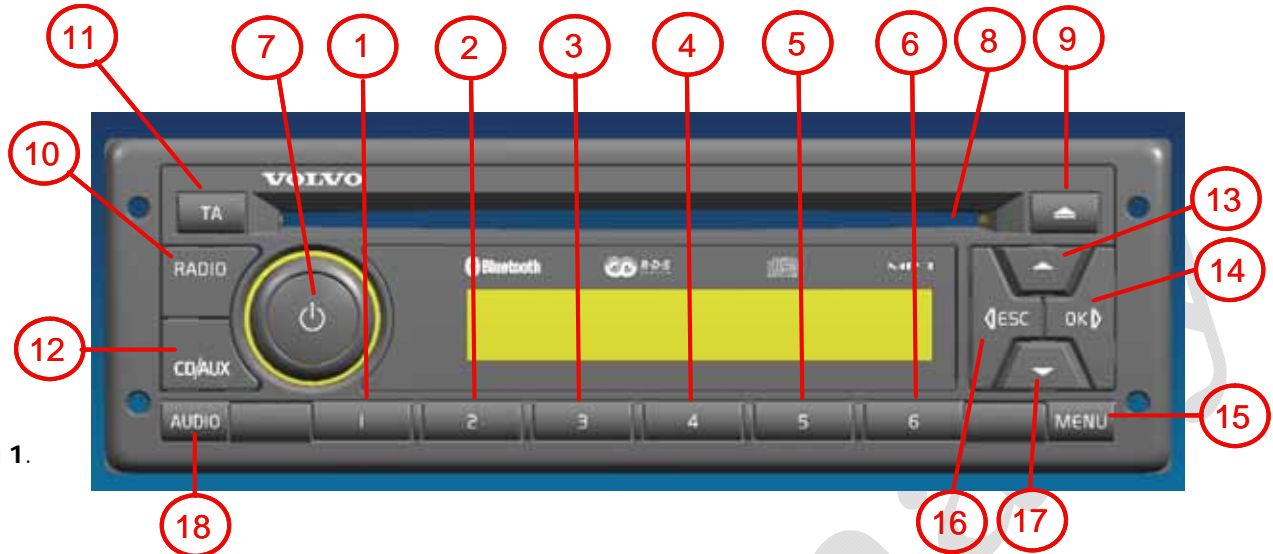 11 7 1 2 3 4 5 6 8 9
10 VOLVO 13
TA
RADIO Bluetooth R·D·S 14
ESC OK
12 CD/AUX
AUDIO 1 2 3 4 5 6 MENU 15
1.
18 16 17